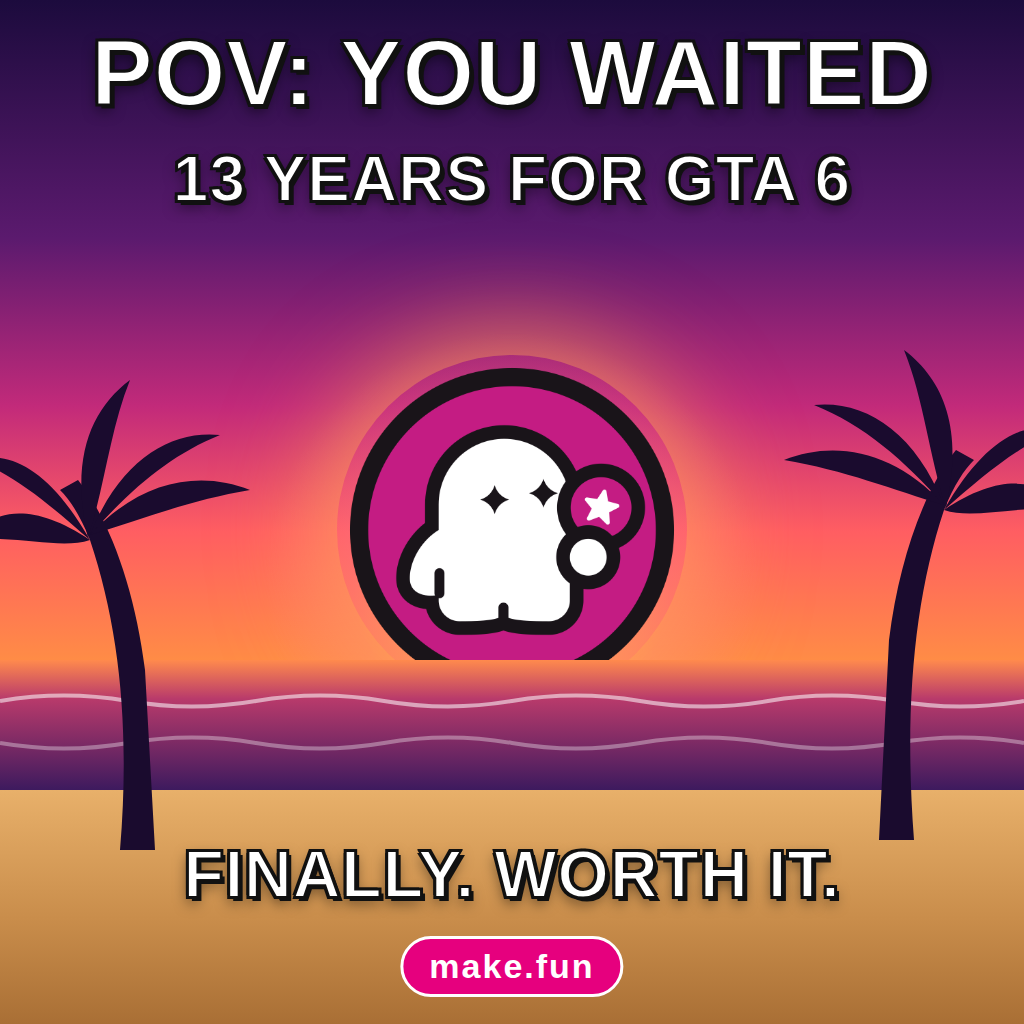 POV: YOU WAITED
13 YEARS FOR GTA 6
FINALLY. WORTH IT.
make.fun